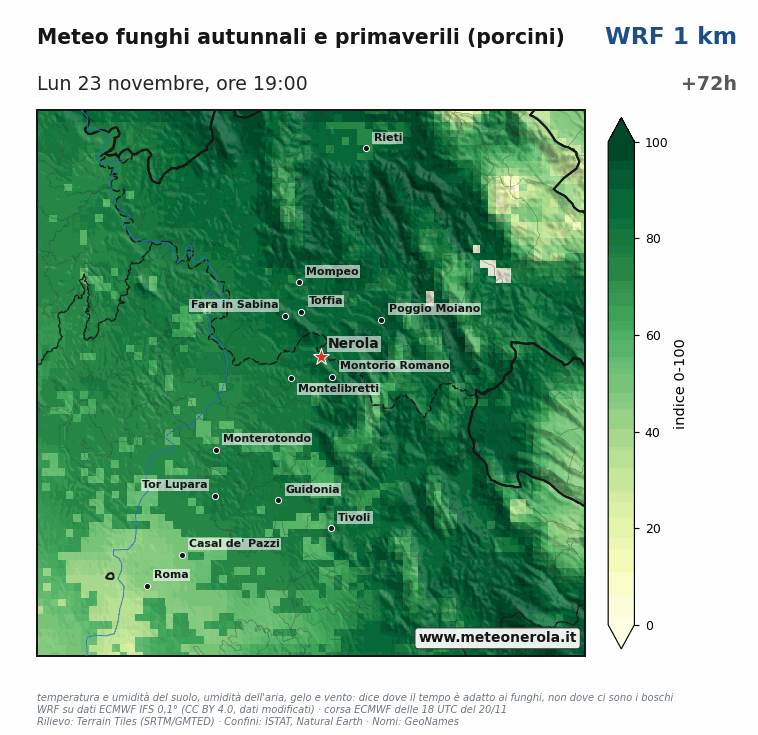 Meteo funghi autunnali e primaverili (porcini)
WRF 1 km
Lun 23 novembre, ore 19:00
+72h
Rieti
Mompeo
Toffia
Fara in Sabina
Poggio Moiano
Nerola
Montorio Romano
Montelibretti
Monterotondo
Tor Lupara
Guidonia
Tivoli
Casal de' Pazzi
Roma
www.meteonerola.it
100
80
60
40
20
0
indice 0-100
temperatura e umidità del suolo, umidità dell'aria, gelo e vento: dice dove il tempo è adatto ai funghi, non dove ci sono i boschi
WRF su dati ECMWF IFS 0,1° (CC BY 4.0, dati modificati) · corsa ECMWF delle 18 UTC del 20/11
Rilievo: Terrain Tiles (SRTM/GMTED) · Confini: ISTAT, Natural Earth · Nomi: GeoNames